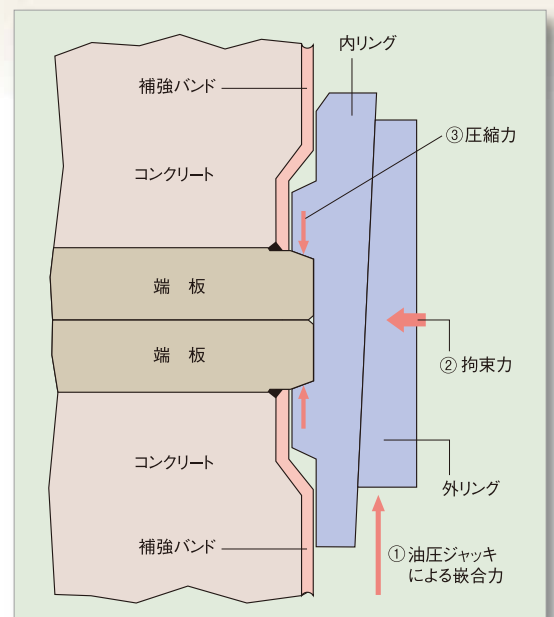 内リング
補強バンド
③圧縮力
コンクリート
端 板
② 拘束力
端 板
コンクリート
外リング
補強バンド
① 油圧ジャッキ
による嵌合力